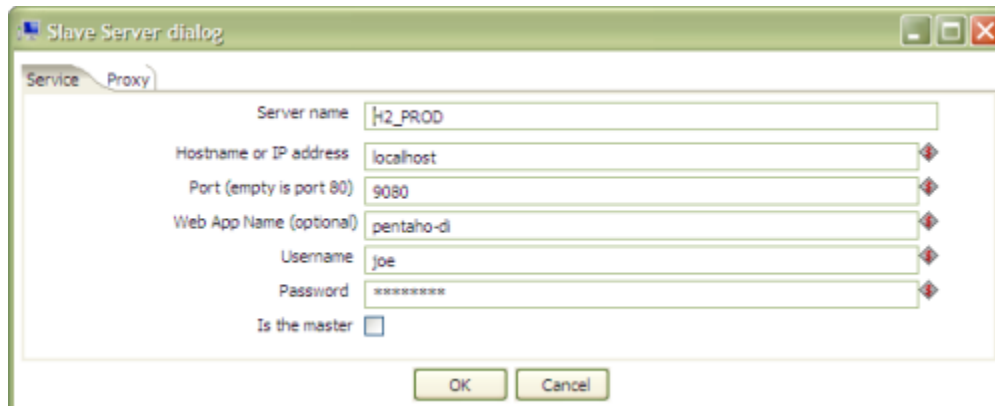 Slave Server dialog
Service Proxy
Server name H2_PROD
Hostname or IP address localhost
Port (empty is port 80) 9080
Web App Name (optional) pentaho-di
Username joe
Password ********
Is the master
OK Cancel